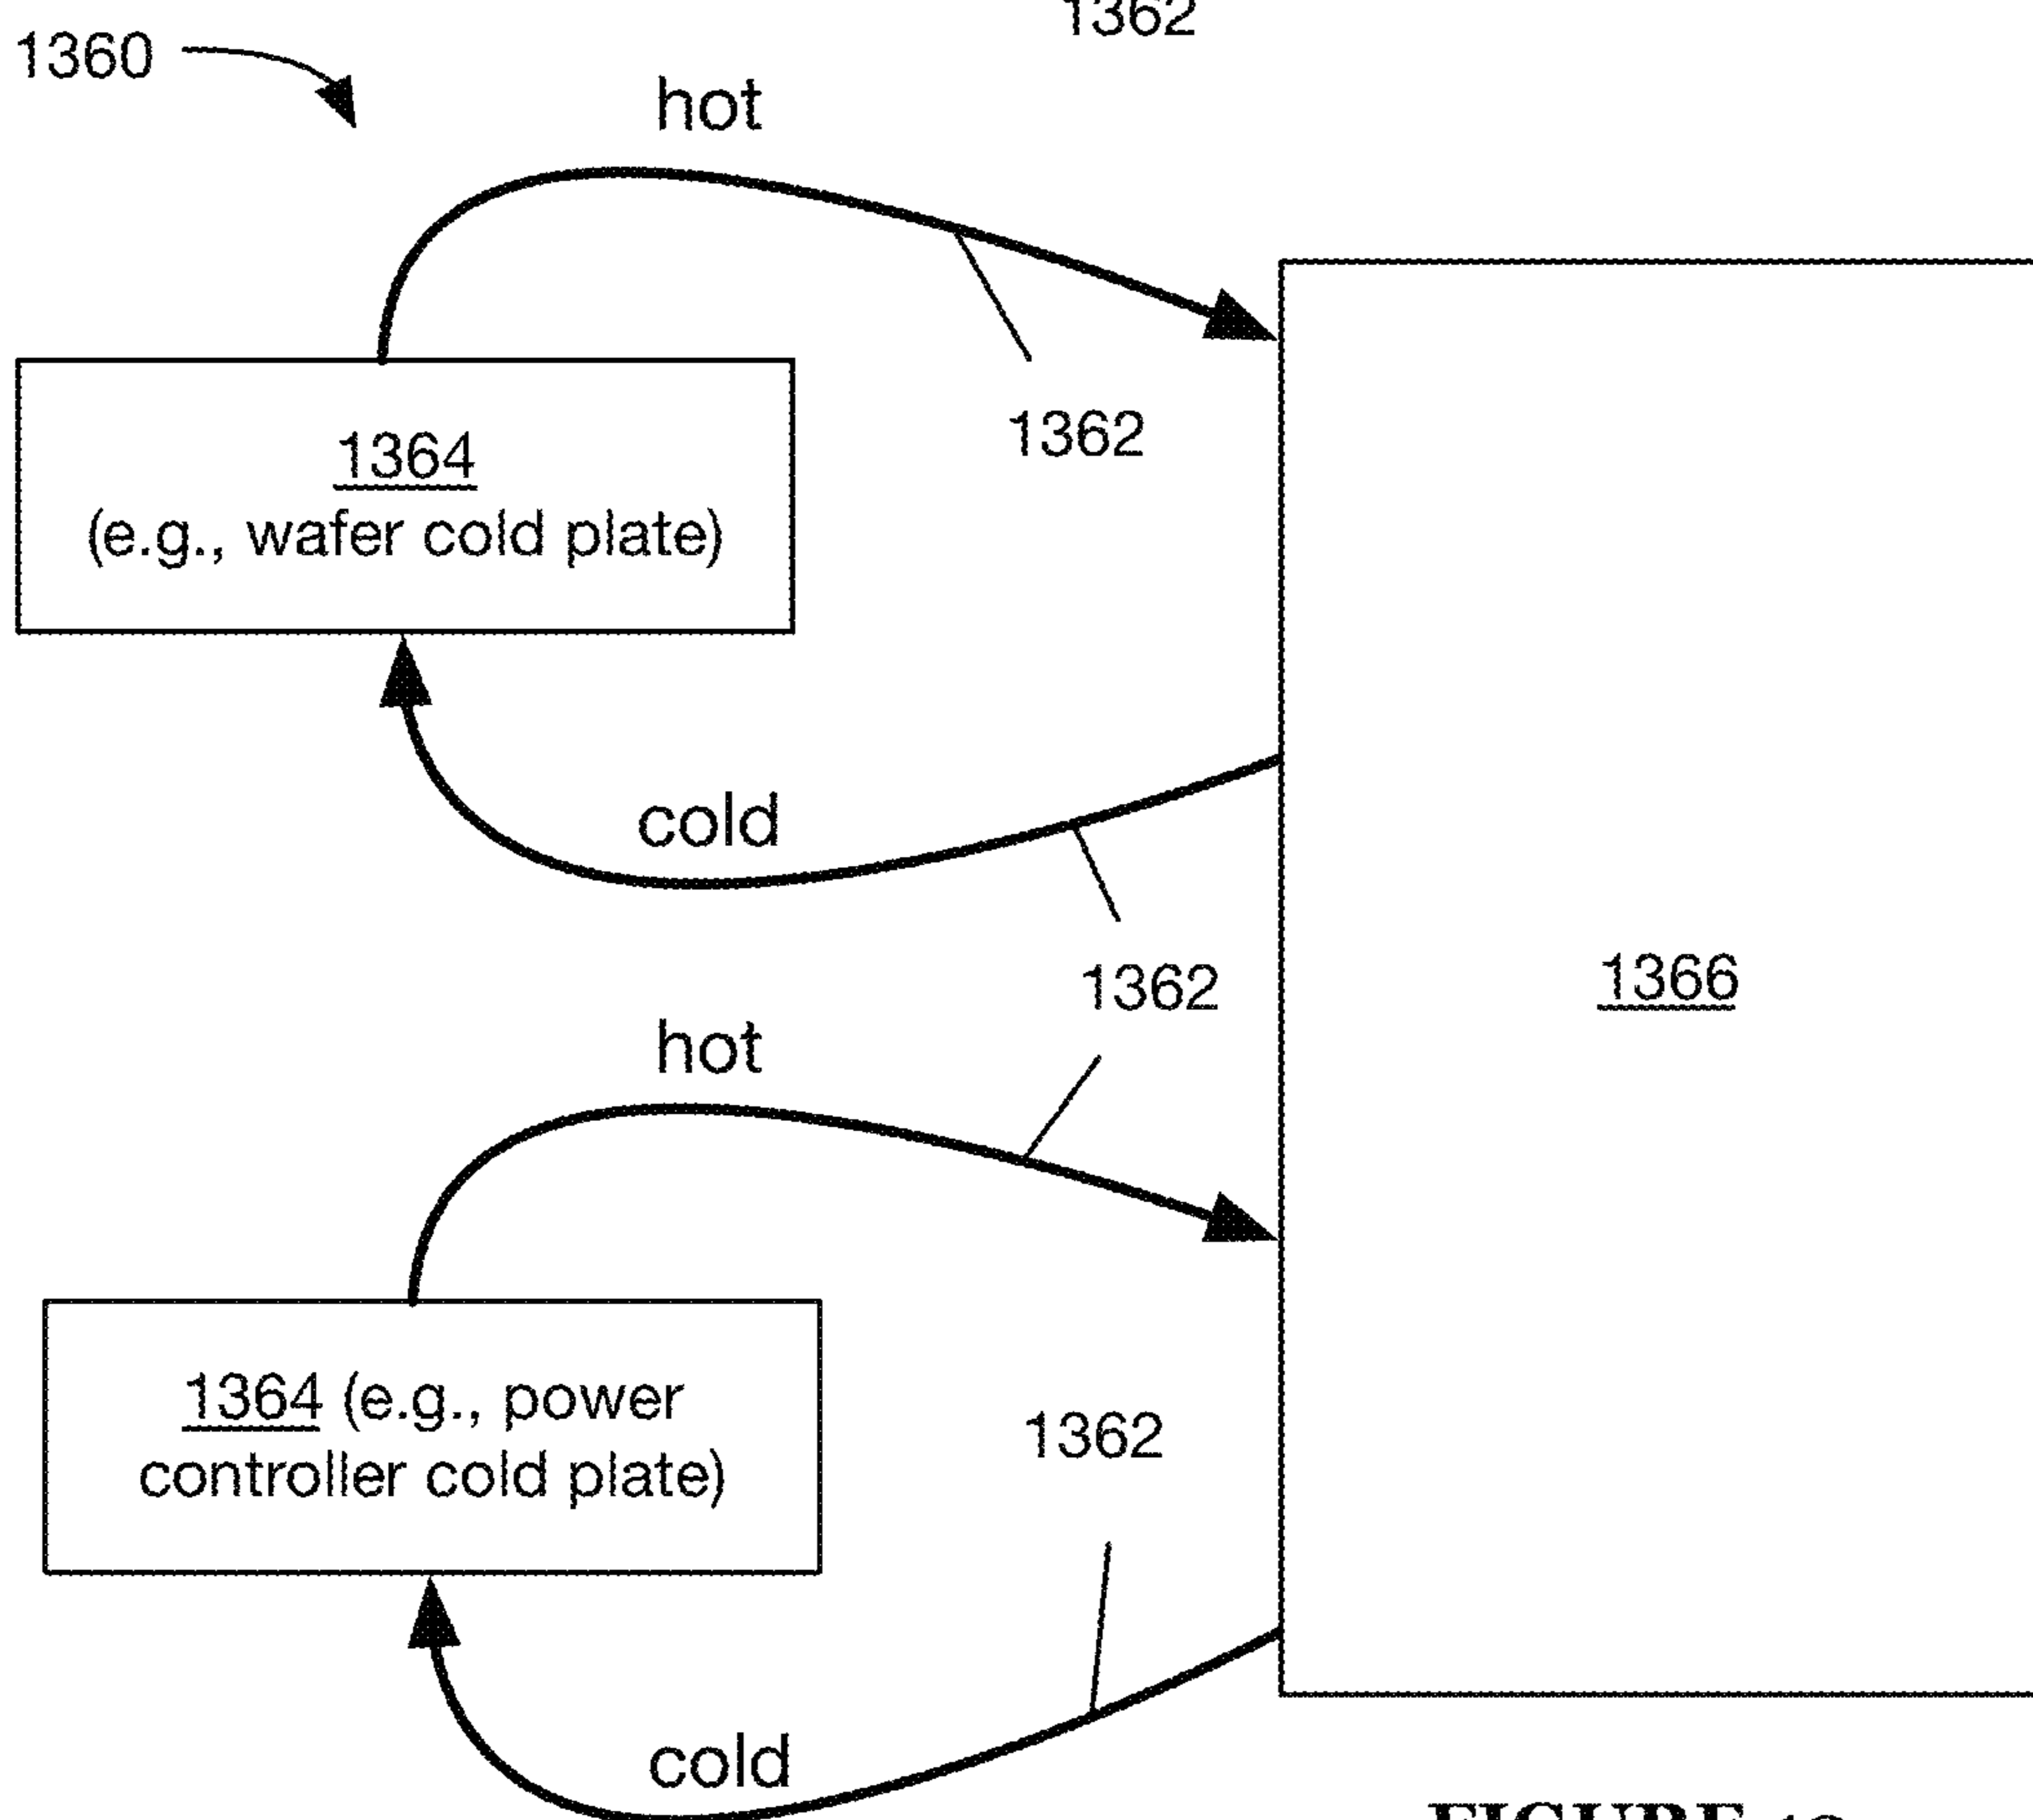 1362
1360
hot
1362
1364
(e.g., wafer cold plate)
cold
1362
1366
hot
1364 (e.g., power
controller cold plate)
1362
cold
FIGURE